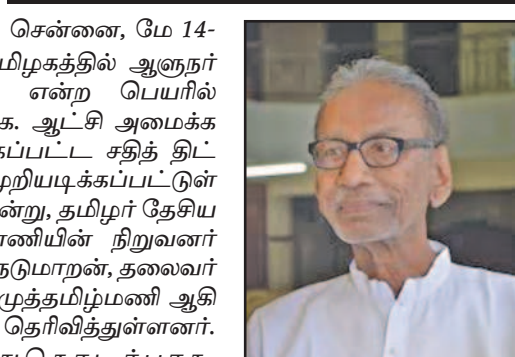 சென்னை, மே 14-
மிழகத்தில் ஆளுநர்
என்ற பெயரில்
க. ஆட்சி அமைக்க
கப்பட்ட சதித் திட்
முறியடிக்கப்பட்டுள்
ன்று, தமிழர் தேசிய
ணியின் நிறுவனர்
நெடுமாறன், தலைவர்
முத்தமிழ்மணி ஆகி
தெரிவித்துள்ளனர்.